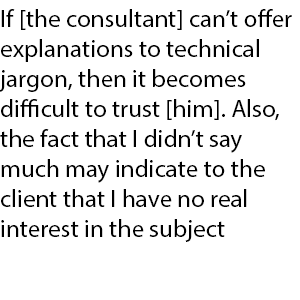 If [the consultant] can’t offer
explanations to technical
jargon, then it becomes
difficult to trust [him]. Also,
the fact that I didn’t say
much may indicate to the
client that I have no real
interest in the subject